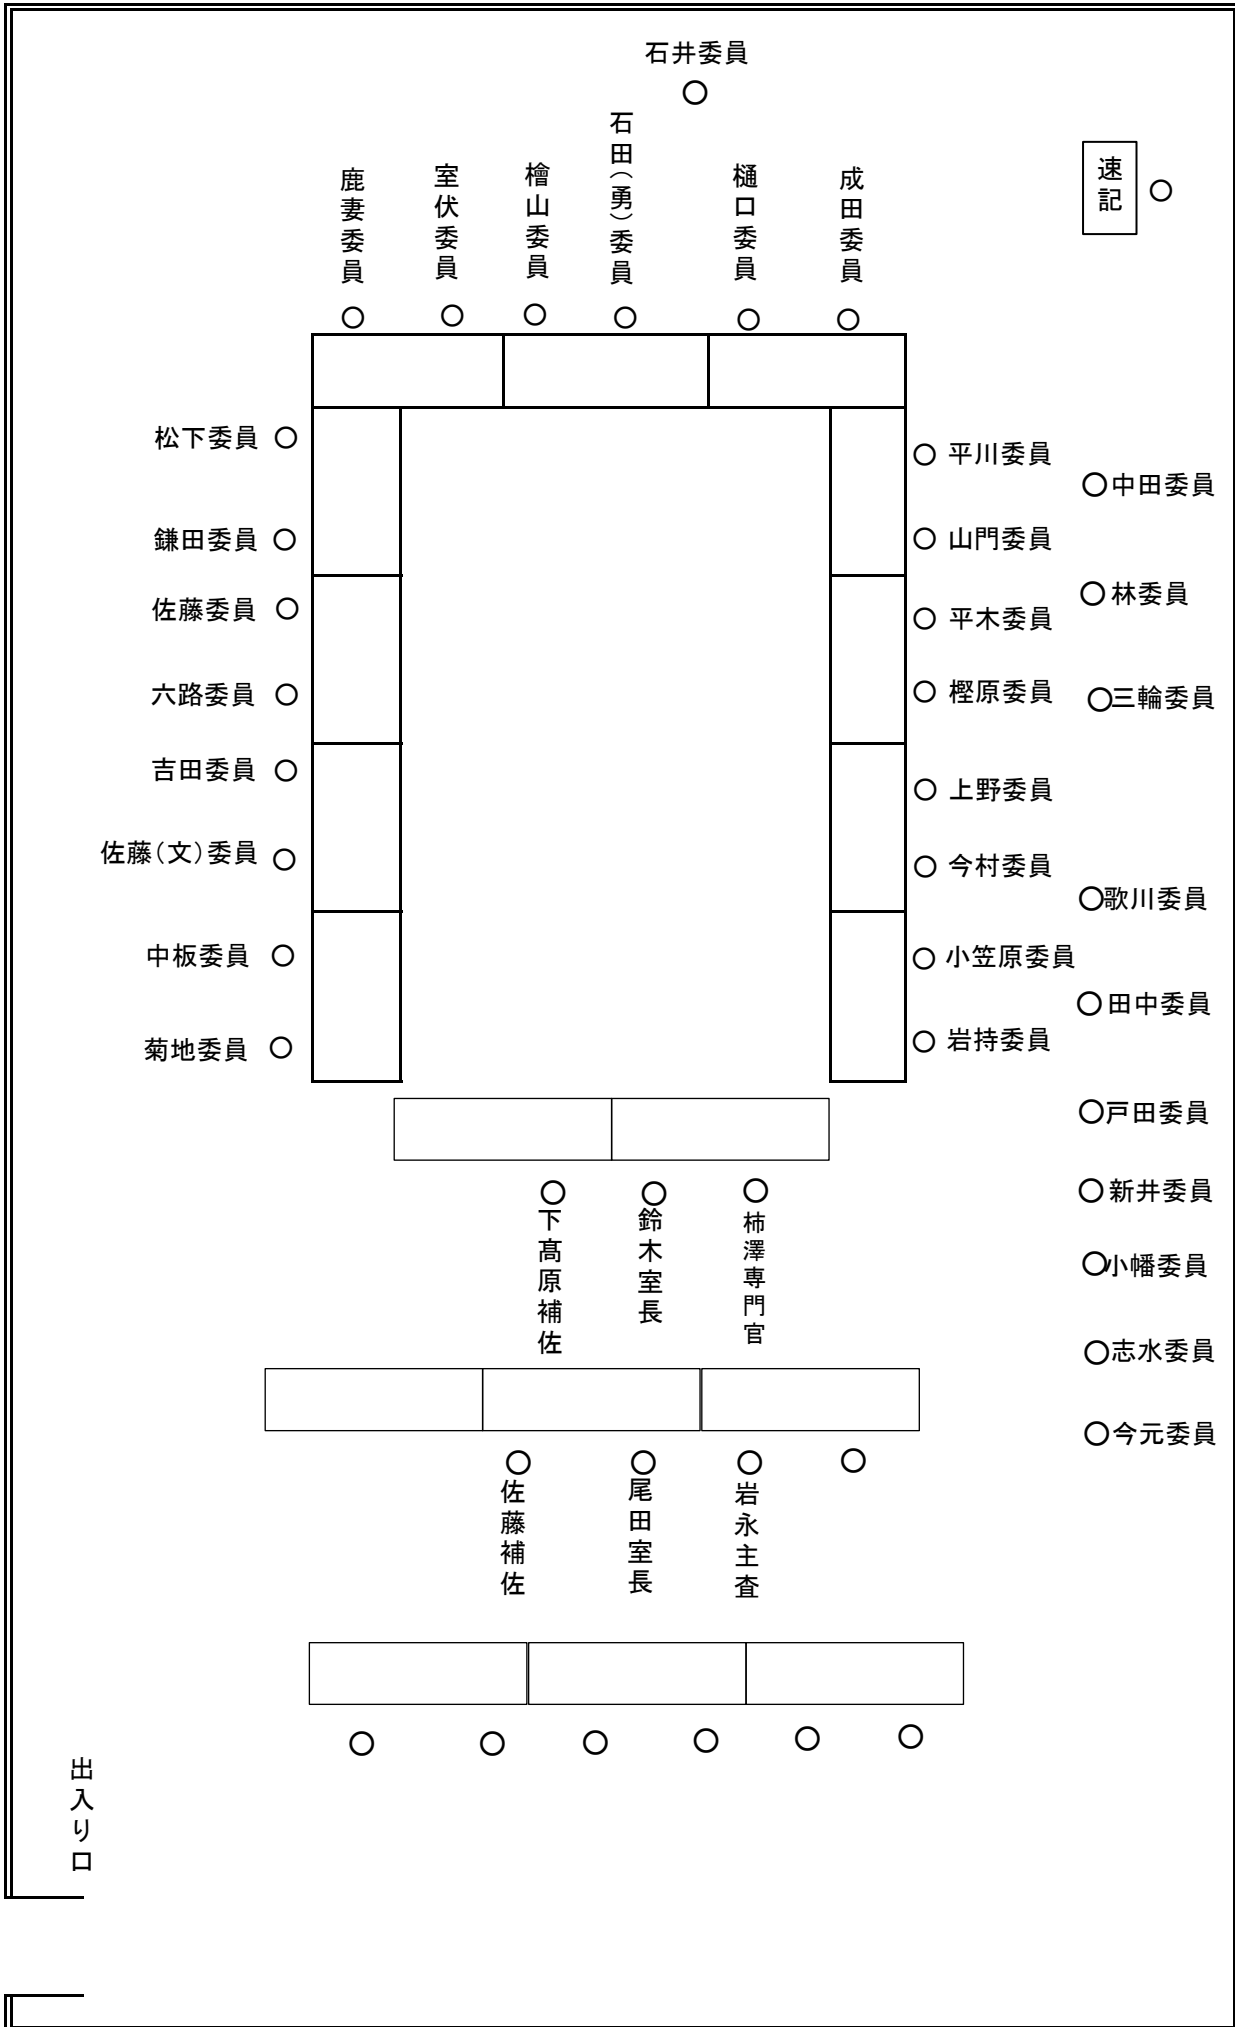 石井委員
鹿妻委員
室伏委員
檜山委員
石田(勇)委員
樋口委員
成田委員
速記
松下委員
鎌田委員
佐藤委員
六路委員
吉田委員
佐藤(文)委員
中板委員
菊地委員
平川委員
山門委員
平木委員
樫原委員
上野委員
今村委員
小笠原委員
岩持委員
中田委員
林委員
三輪委員
歌川委員
田中委員
戸田委員
新井委員
小幡委員
志水委員
今元委員
下髙原補佐
鈴木室長
柿澤専門官
佐藤補佐
尾田室長
岩永主査
出入り口